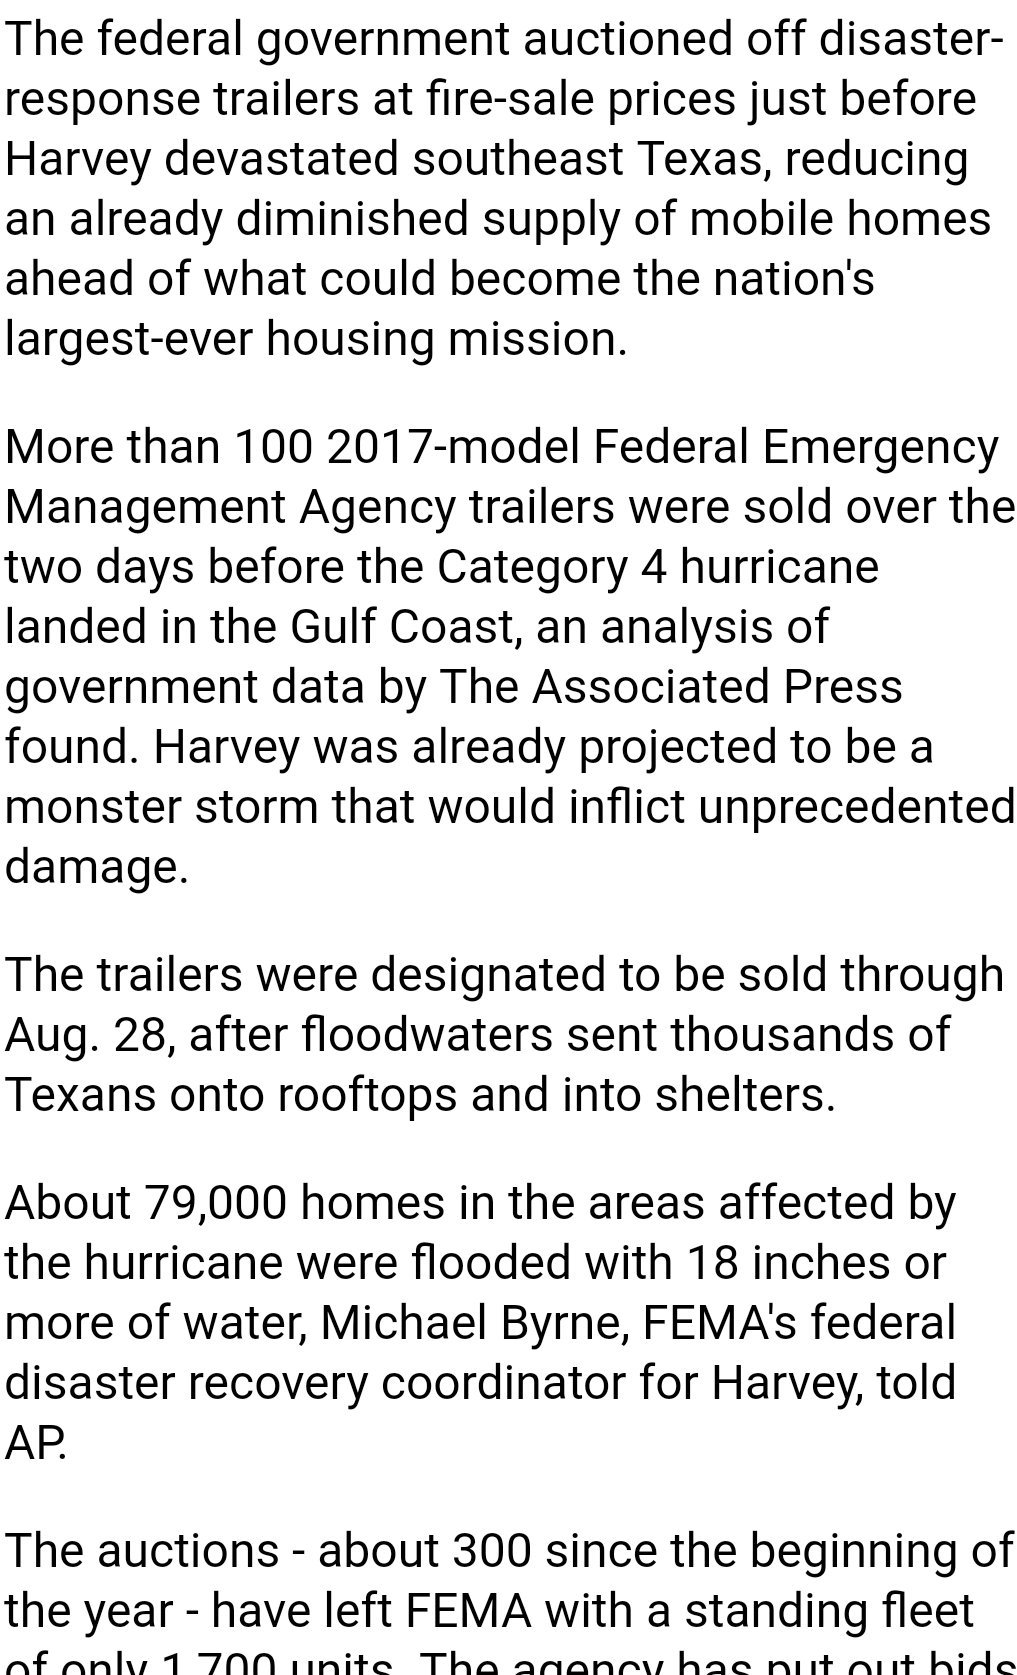 The federal government auctioned off disaster-
response trailers at fire-sale prices just before
Harvey devastated southeast Texas, reducing
an already diminished supply of mobile homes
ahead of what could become the nation's
largest-ever housing mission.
More than 100 2017-model Federal Emergency
Management Agency trailers were sold over the
two days before the Category 4 hurricane
landed in the Gulf Coast, an analysis of
government data by The Associated Press
found. Harvey was already projected to be a
monster storm that would inflict unprecedented
damage.
The trailers were designated to be sold through
Aug. 28, after floodwaters sent thousands of
Texans onto rooftops and into shelters.
About 79,000 homes in the areas affected by
the hurricane were flooded with 18 inches or
more of water, Michael Byrne, FEMA's federal
disaster recovery coordinator for Harvey, told
AP.
The auctions - about 300 since the beginning of
the year - have left FEMA with a standing fleet
of only 1,700 units. The agency has put out bids